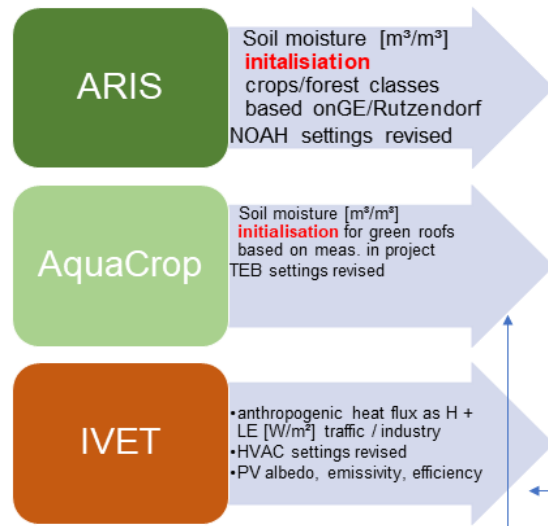 ARIS
Soil moisture [m³/m³]
initalisiation
crops/forest classes
based onGE/Rutzendorf
NOAH settings revised
AquaCrop
Soil moisture [m³/m³]
initialisation for green roofs
based on meas. in project
TEB settings revised
IVET
•anthropogenic heat flux as H +
LE [W/m²] traffic / industry
•HVAC settings revised
•PV albedo, emissivity, efficiency